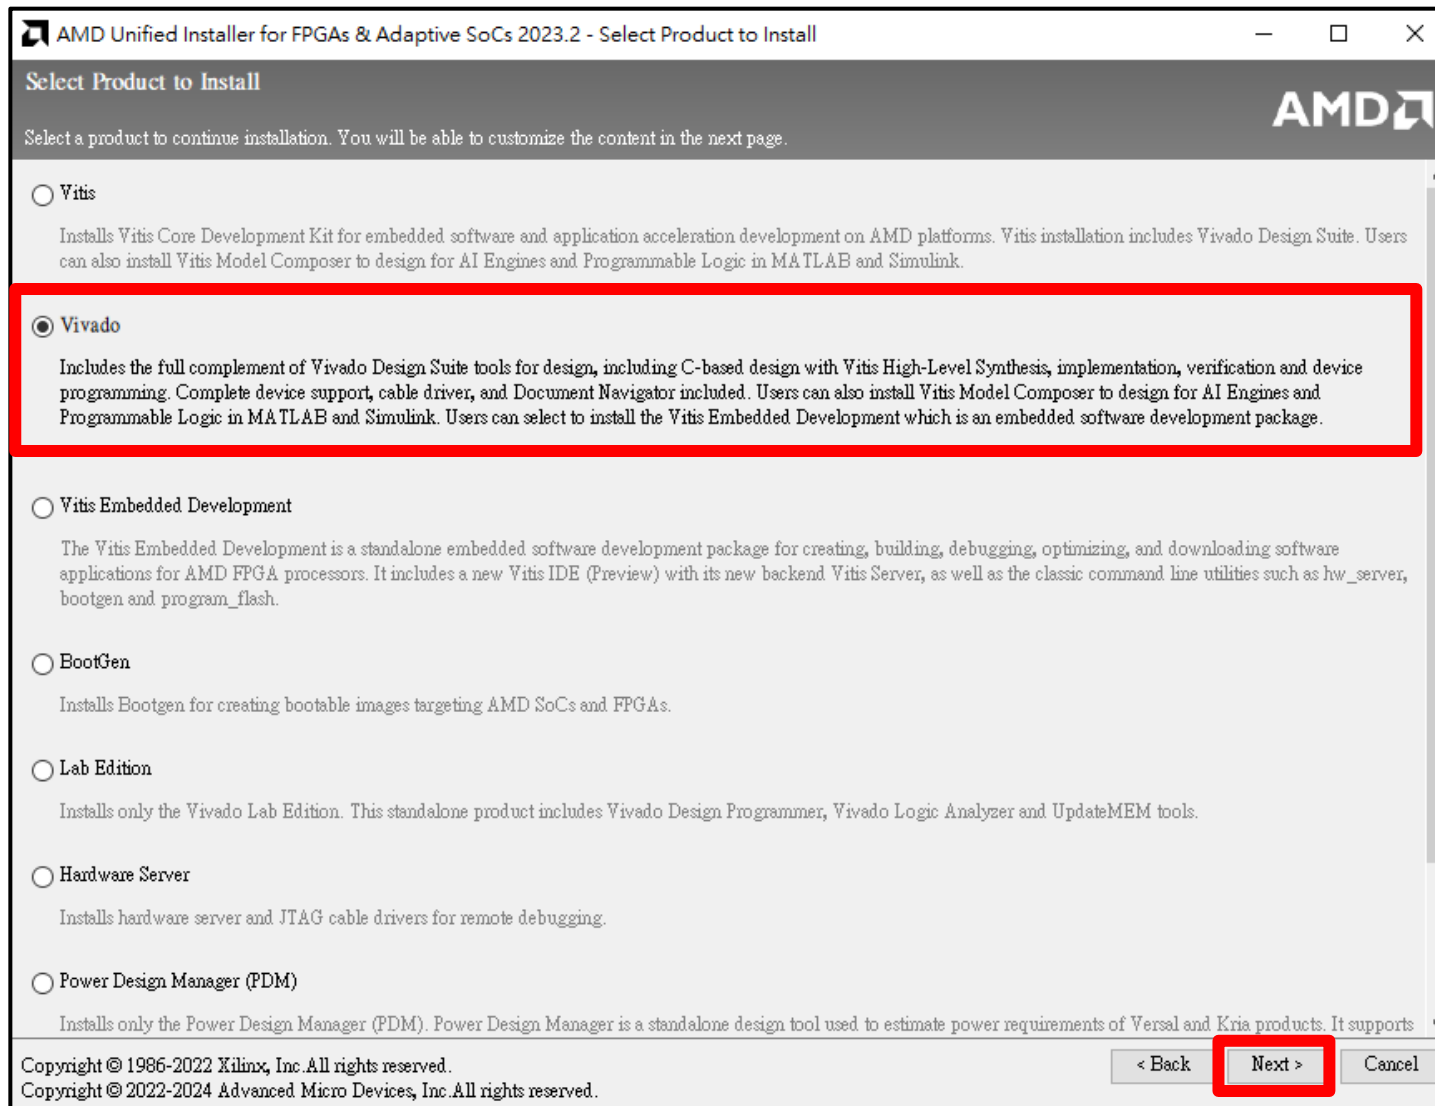 AMD Unified Installer for FPGAs & Adaptive SoCs 2023.2 - Select Product to Install
Select Product to Install
AMD
Select a product to continue installation. You will be able to customize the content in the next page.
Vitis
Installs Vitis Core Development Kit for embedded software and application acceleration development on AMD platforms. Vitis installation includes Vivado Design Suite. Users
can also install Vitis Model Composer to design for AI Engines and Programmable Logic in MATLAB and Simulink.
Vivado
Includes the full complement of Vivado Design Suite tools for design, including C-based design with Vitis High-Level Synthesis, implementation, verification and device
programming. Complete device support, cable driver, and Document Navigator included. Users can also install Vitis Model Composer to design for AI Engines and
Programmable Logic in MATLAB and Simulink. Users can select to install the Vitis Embedded Development which is an embedded software development package.
Vitis Embedded Development
The Vitis Embedded Development is a standalone embedded software development package for creating, building, debugging, optimizing, and downloading software
applications for AMD FPGA processors. It includes a new Vitis IDE (Preview) with its new backend Vitis Server, as well as the classic command line utilities such as hw_server,
bootgen and program_flash.
BootGen
Installs Bootgen for creating bootable images targeting AMD SoCs and FPGAs.
Lab Edition
Installs only the Vivado Lab Edition. This standalone product includes Vivado Design Programmer, Vivado Logic Analyzer and UpdateMEM tools.
Hardware Server
Installs hardware server and JTAG cable drivers for remote debugging.
Power Design Manager (PDM)
Installs only the Power Design Manager (PDM). Power Design Manager is a standalone design tool used to estimate power requirements of Versal and Kria products. It supports
Copyright © 1986-2022 Xilinx, Inc.All rights reserved.
Copyright © 2022-2024 Advanced Micro Devices, Inc.All rights reserved.
< Back
Next >
Cancel